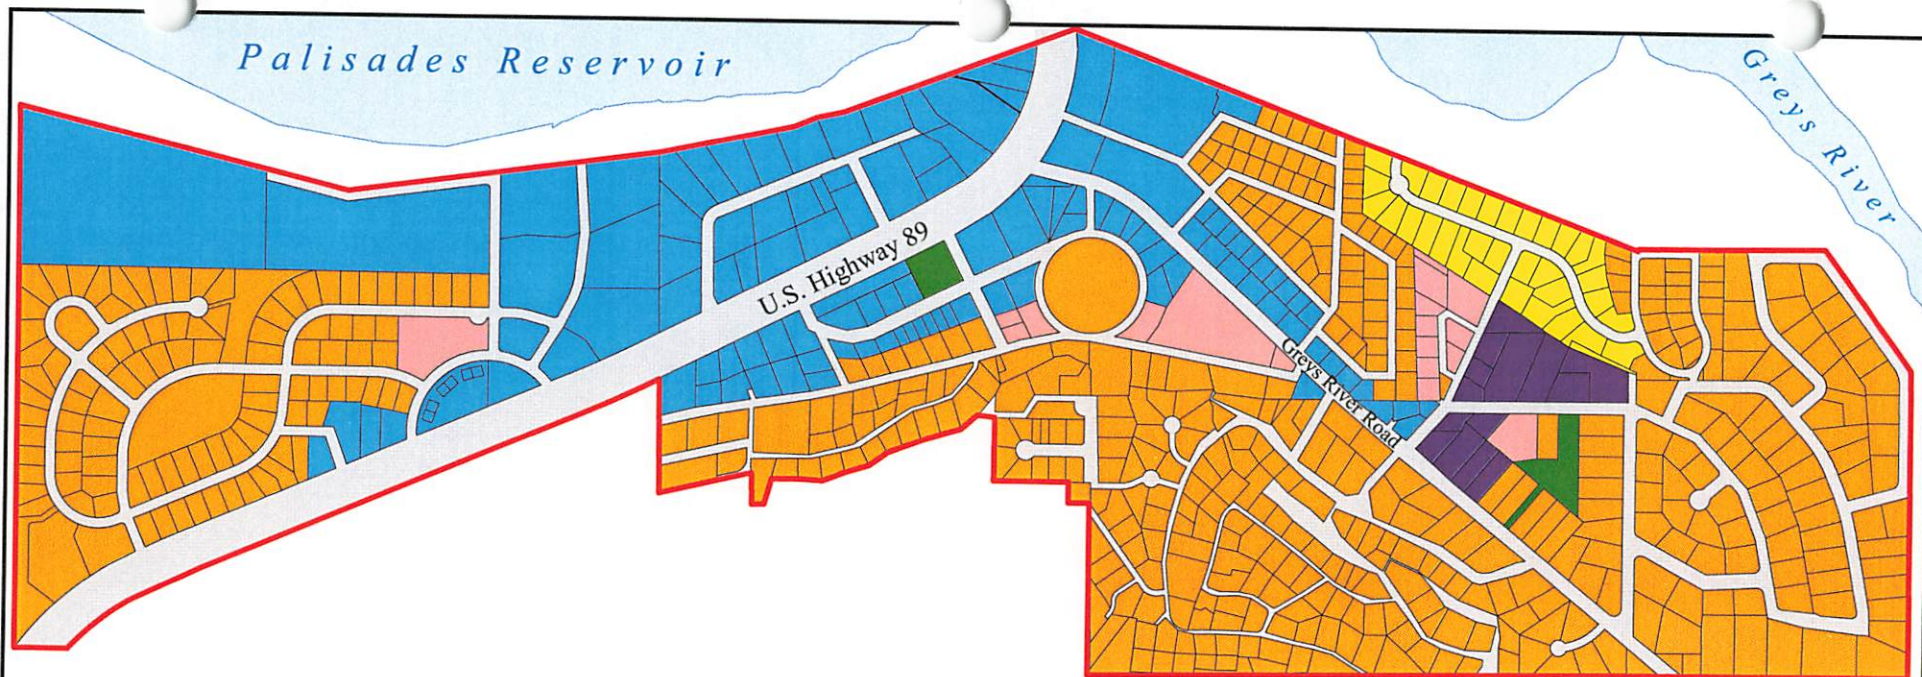 Palisades Reservoir
Greys River
U.S. Highway 89
Greys River Road